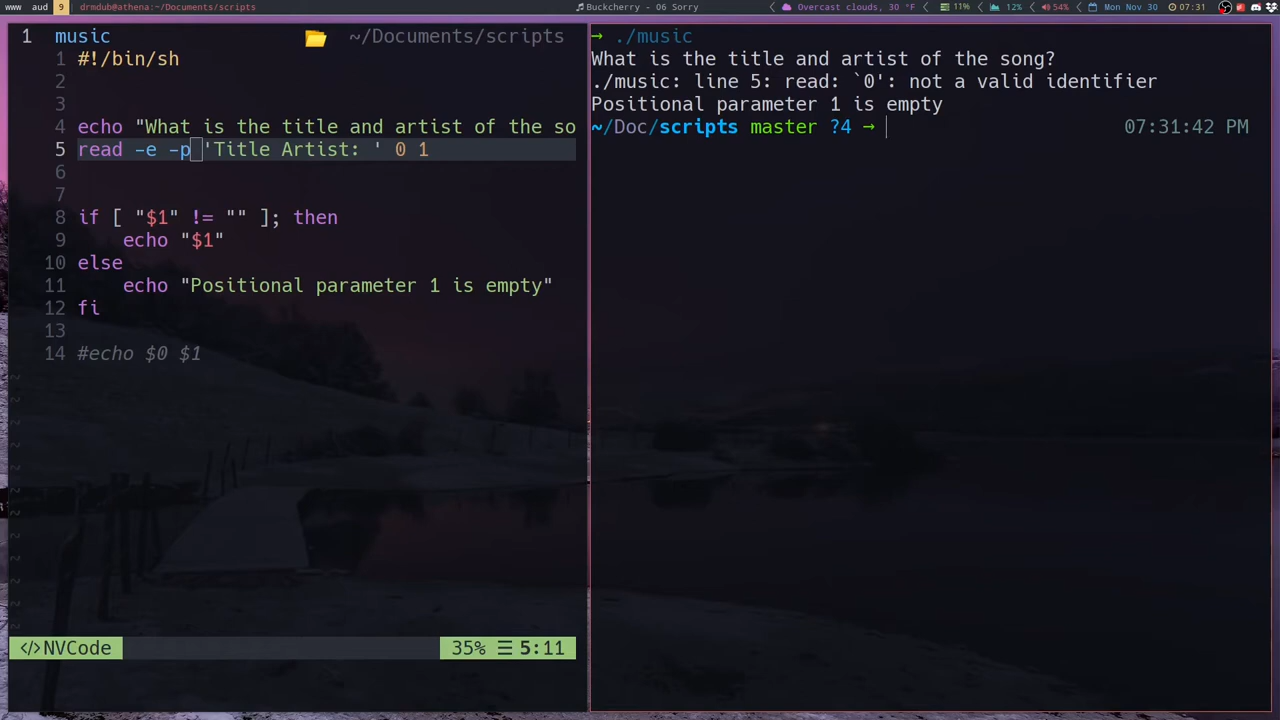 www aud 9 drmdub@athena:~/Documents/scripts Buckcherry - 06 Sorry Overcast clouds, 30 °F 11% 12% 54% Mon Nov 30 07:31
1 music ~/Documents/scripts
1 #!/bin/sh
2
3
4 echo "What is the title and artist of the so
5 read -e -p 'Title Artist: ' 0 1
6
7
8 if [ "$1" != "" ]; then
9 echo "$1"
10 else
11 echo "Positional parameter 1 is empty"
12 fi
13
14 #echo $0 $1
</>NVCode 35% ☰ 5:11
→ ./music
What is the title and artist of the song?
./music: line 5: read: `0': not a valid identifier
Positional parameter 1 is empty
~/Doc/scripts master ?4 → 07:31:42 PM